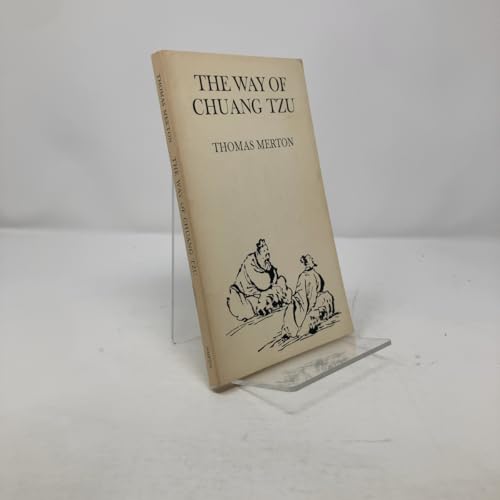 THE WAY OF
CHUANG TZU
THOMAS MERTON
THOMAS MERTON THE WAY OF CHUANG TZU